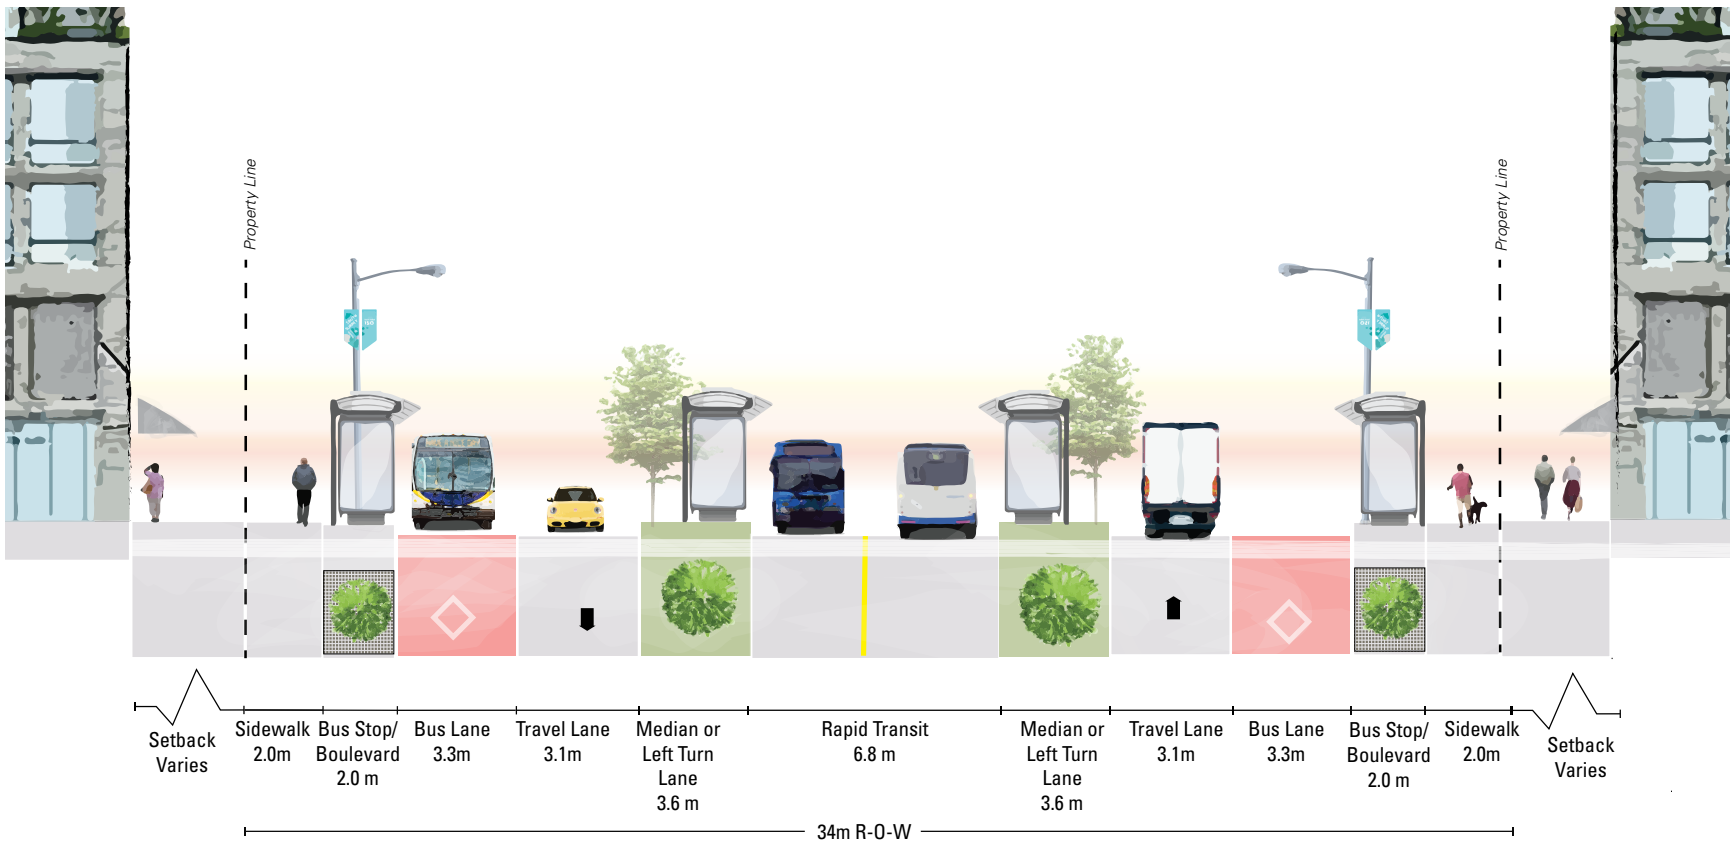 Property Line
Property Line
Setback
Varies
Sidewalk
2.0m
Bus Stop/
Boulevard
2.0 m
Bus Lane
3.3m
Travel Lane
3.1m
Median or
Left Turn
Lane
3.6 m
Rapid Transit
6.8 m
Median or
Left Turn
Lane
3.6 m
Travel Lane
3.1m
Bus Lane
3.3m
Bus Stop/
Boulevard
2.0 m
Sidewalk
2.0m
Setback
Varies
34m R-O-W